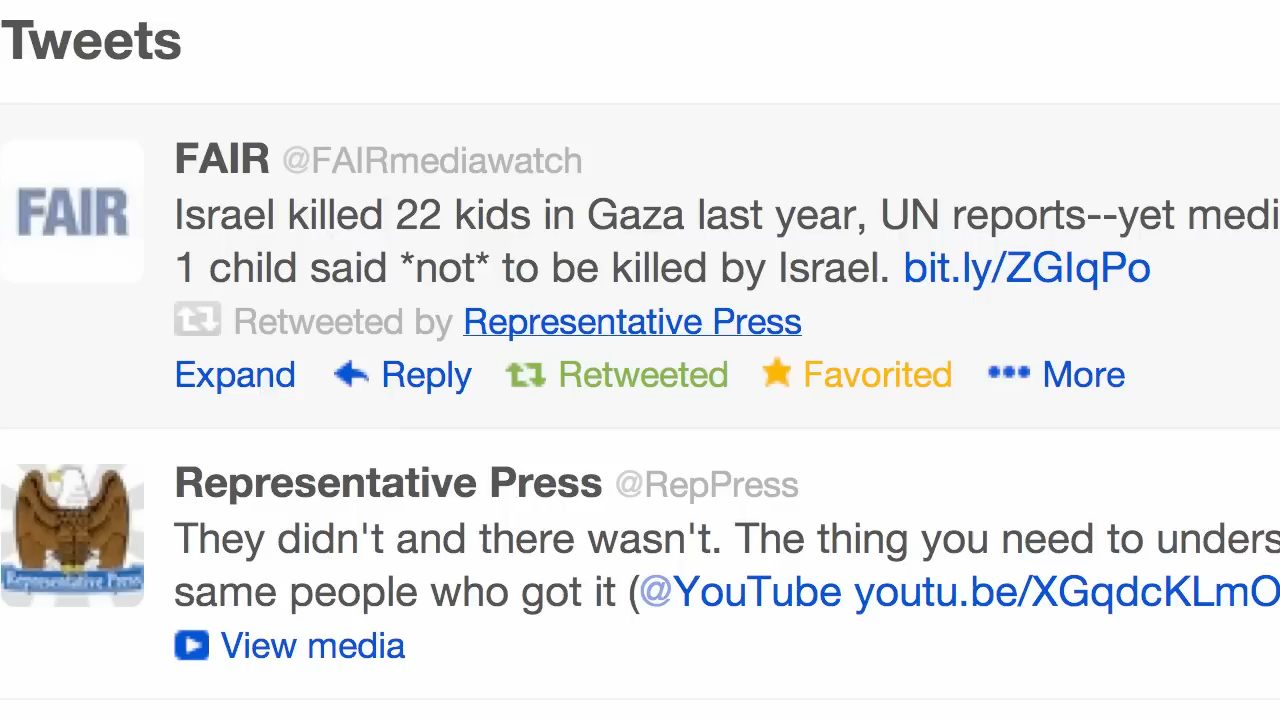 Tweets
FAIR @FAIRmediawatch
FAIR
Israel killed 22 kids in Gaza last year, UN reports--yet medi
1 child said *not* to be killed by Israel. bit.ly/ZGIqPo
Retweeted by Representative Press
Expand Reply Retweeted Favorited More
Representative Press @RepPress
They didn't and there wasn't. The thing you need to unders
same people who got it (@YouTube youtu.be/XGqdcKLmO
Representative Press
View media